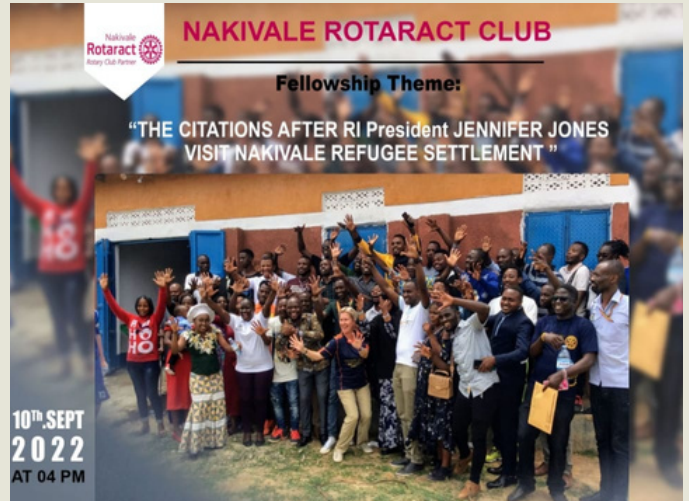 Nakivale
Rotaract
Rotary Club Partner
NAKIVALE ROTARACT CLUB
Fellowship Theme:
“THE CITATIONS AFTER RI President JENNIFER JONES
VISIT NAKIVALE REFUGEE SETTLEMENT ”
10TH.SEPT
2022
AT 04 PM